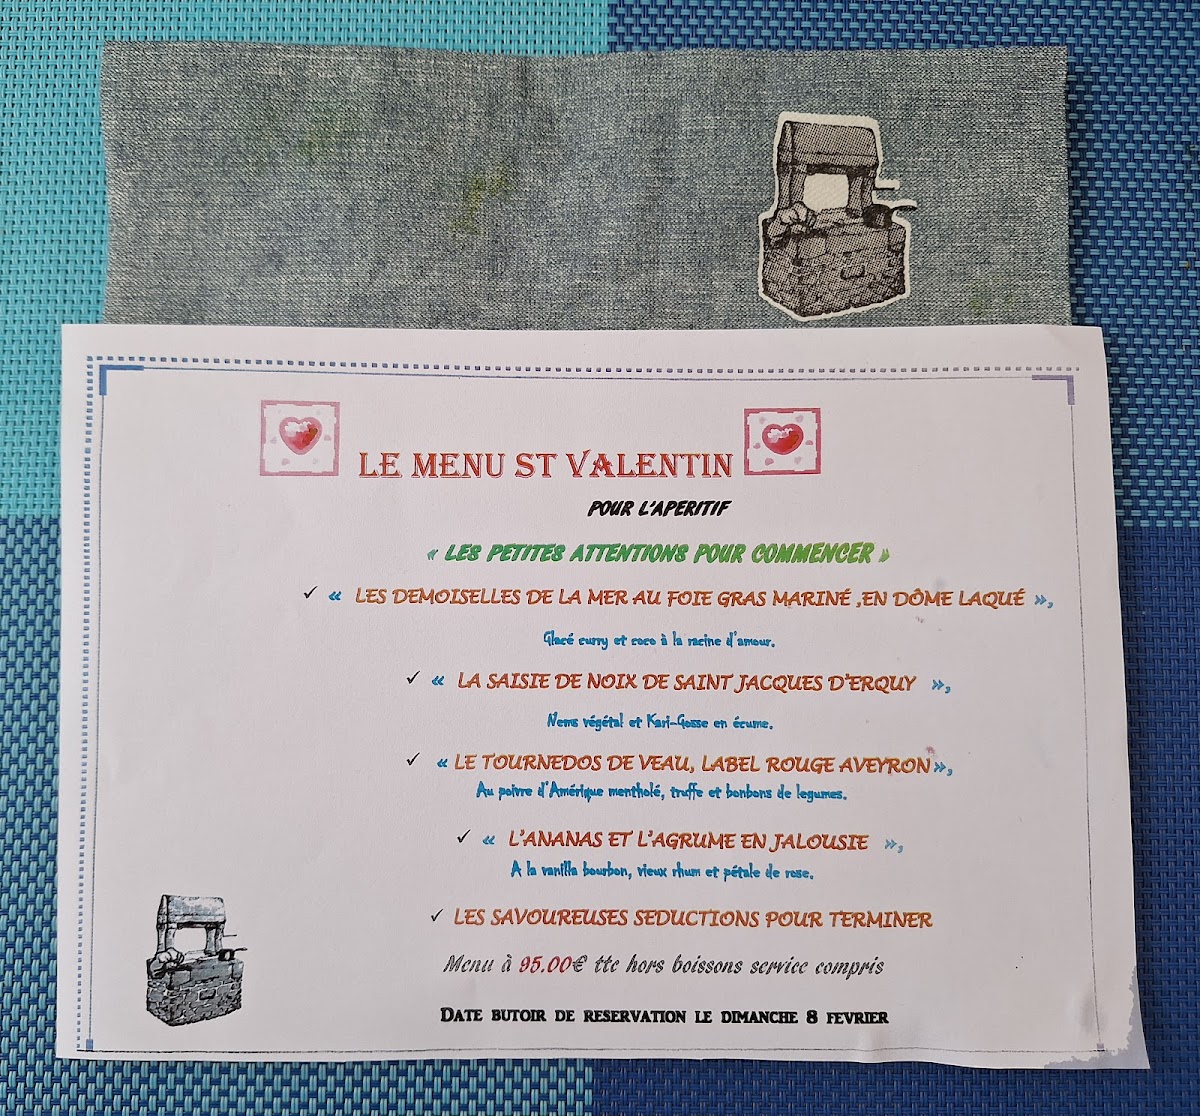 LE MENU ST VALENTIN
POUR L'APERITIF
« LES PETITES ATTENTIONS POUR COMMENCER »
✓ « LES DEMOISELLES DE LA MER AU FOIE GRAS MARINÉ ,EN DÔME LAQUÉ »,
Glacé curry et coco à la racine d'amour.
✓ « LA SAISIE DE NOIX DE SAINT JACQUES D'ERQUY »,
Nems végétal et Kari-Gosse en écume.
✓ « LE TOURNEDOS DE VEAU, LABEL ROUGE AVEYRON »,
Au poivre d'Amérique mentholé, truffe et bonbons de legumes.
✓ « L'ANANAS ET L'AGRUME EN JALOUSIE »,
A la vanilla bourbon, vieux rhum et pétale de rose.
✓ LES SAVOUREUSES SEDUCTIONS POUR TERMINER
Menu à 95.00€ ttc hors boissons service compris
DATE BUTOIR DE RESERVATION LE DIMANCHE 8 FEVRIER